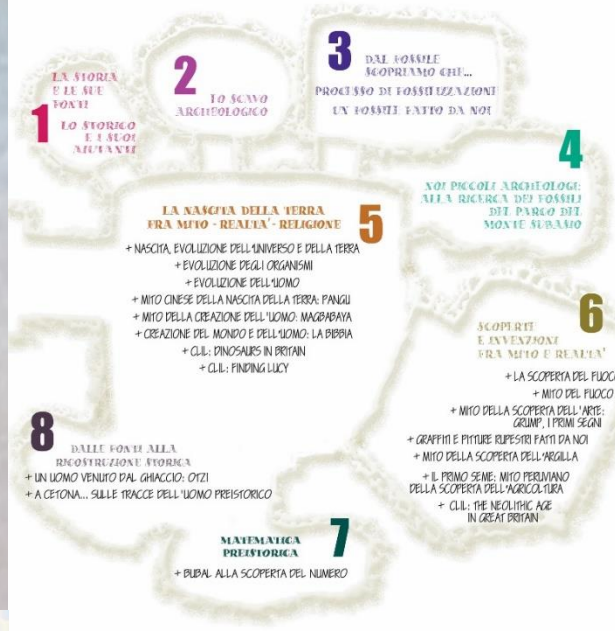 1
LA STORIA
E LE SUE
FONTI
LO STORICO
E I SUOI
AIUTANTI
2
LO SCAVO
ARCHEOLOGICO
3
DAL FOSSILE
SCOPRIAMO CHE...
PROCESSO DI FOSSILIZZAZIONE
UN FOSSILE FATTO DA NOI
4
NOI PICCOLI ARCHEOLOGI:
ALLA RICERCA DEI FOSSILI
DEL PARCO DEL
MONTE SUBASIO
5
LA NASCITA DELLA TERRA
FRA MITO - REALTA' - RELIGIONE
+ NASCITA, EVOLUZIONE DELL'UNIVERSO E DELLA TERRA
+ EVOLUZIONE DEGLI ORGANISMI
+ EVOLUZIONE DELL'UOMO
+ MITO CINESE DELLA NASCITA DELLA TERRA: PANGU
+ MITO DELLA CREAZIONE DELL'UOMO: MAGBABAYA
+ CREAZIONE DEL MONDO E DELL'UOMO: LA BIBBIA
+ CLIL: DINOSAURS IN BRITAIN
+ CLIL: FINDING LUCY
6
SCOPERTE
E INVENZIONI
FRA MITO E REALTA'
+ LA SCOPERTA DEL FUOCO
+ MITO DEL FUOCO
+ MITO DELLA SCOPERTA DELL'ARTE:
GRUMP, I PRIMI SEGNI
+ GRAFFITI E PITTURE RUPESTRI FATTI DA NOI
+ MITO DELLA SCOPERTA DELL'ARGILLA
+ IL PRIMO SEME: MITO PERUVIANO
DELLA SCOPERTA DELL'AGRICOLTURA
+ CLIL: THE NEOLITHIC AGE
IN GREAT BRITAIN
7
MATEMATICA
PREISTORICA
+ BUBAL ALLA SCOPERTA DEL NUMERO
8
DALLE FONTI ALLA
RICOSTRUZIONE STORICA
+ UN UOMO VENUTO DAL GHIACCIO: OTZI
+ A CETONA... SULLE TRACCE DELL'UOMO PREISTORICO